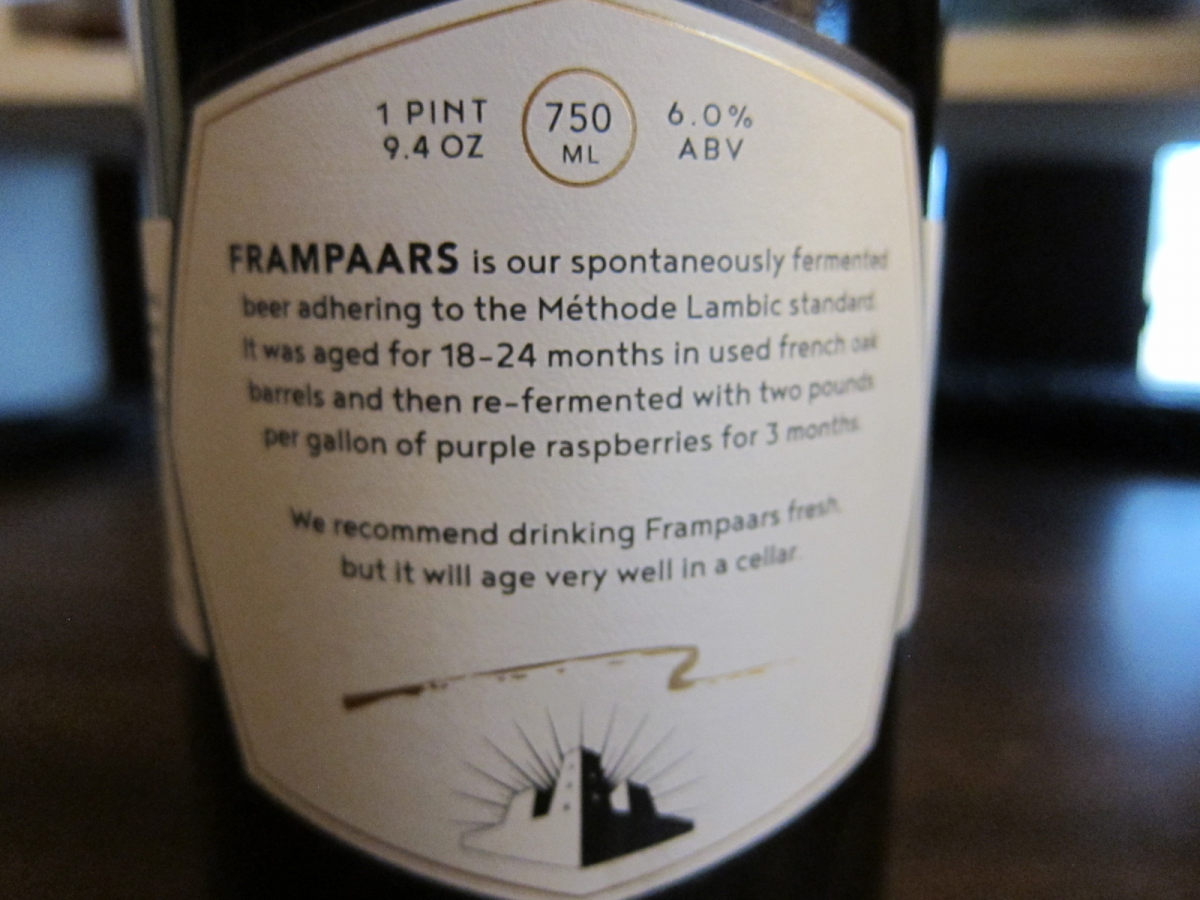 1 PINT
9.4 OZ
750
ML
6.0%
ABV
FRAMPAARS is our spontaneously fermented
beer adhering to the Méthode Lambic standard.
It was aged for 18-24 months in used french oak
barrels and then re-fermented with two pounds
per gallon of purple raspberries for 3 months.
We recommend drinking Frampaars fresh,
but it will age very well in a cellar.